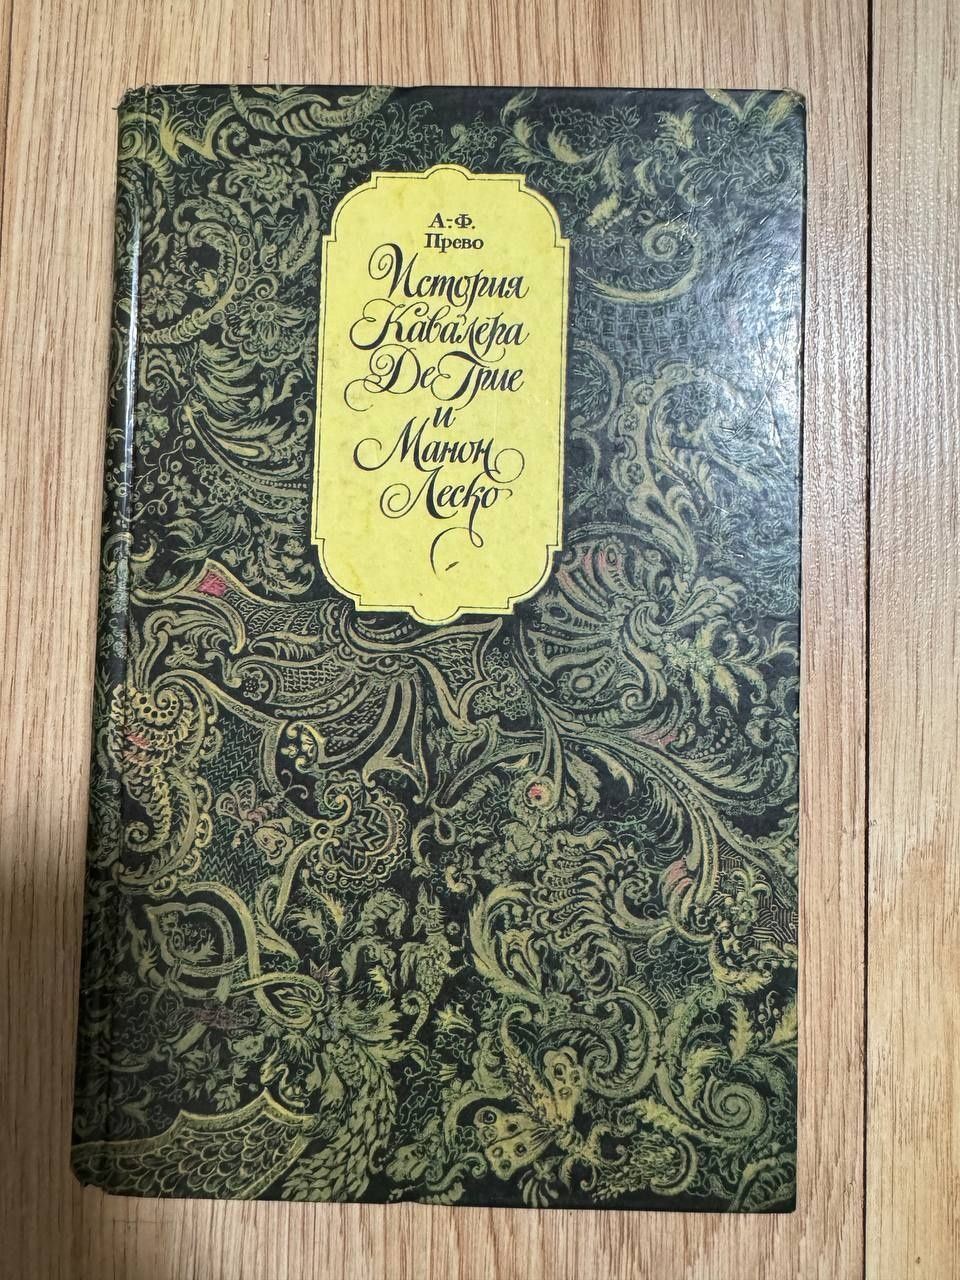 А.-Ф.
Прево
История
Кавалера
Де Грие
и
Манон
Леско